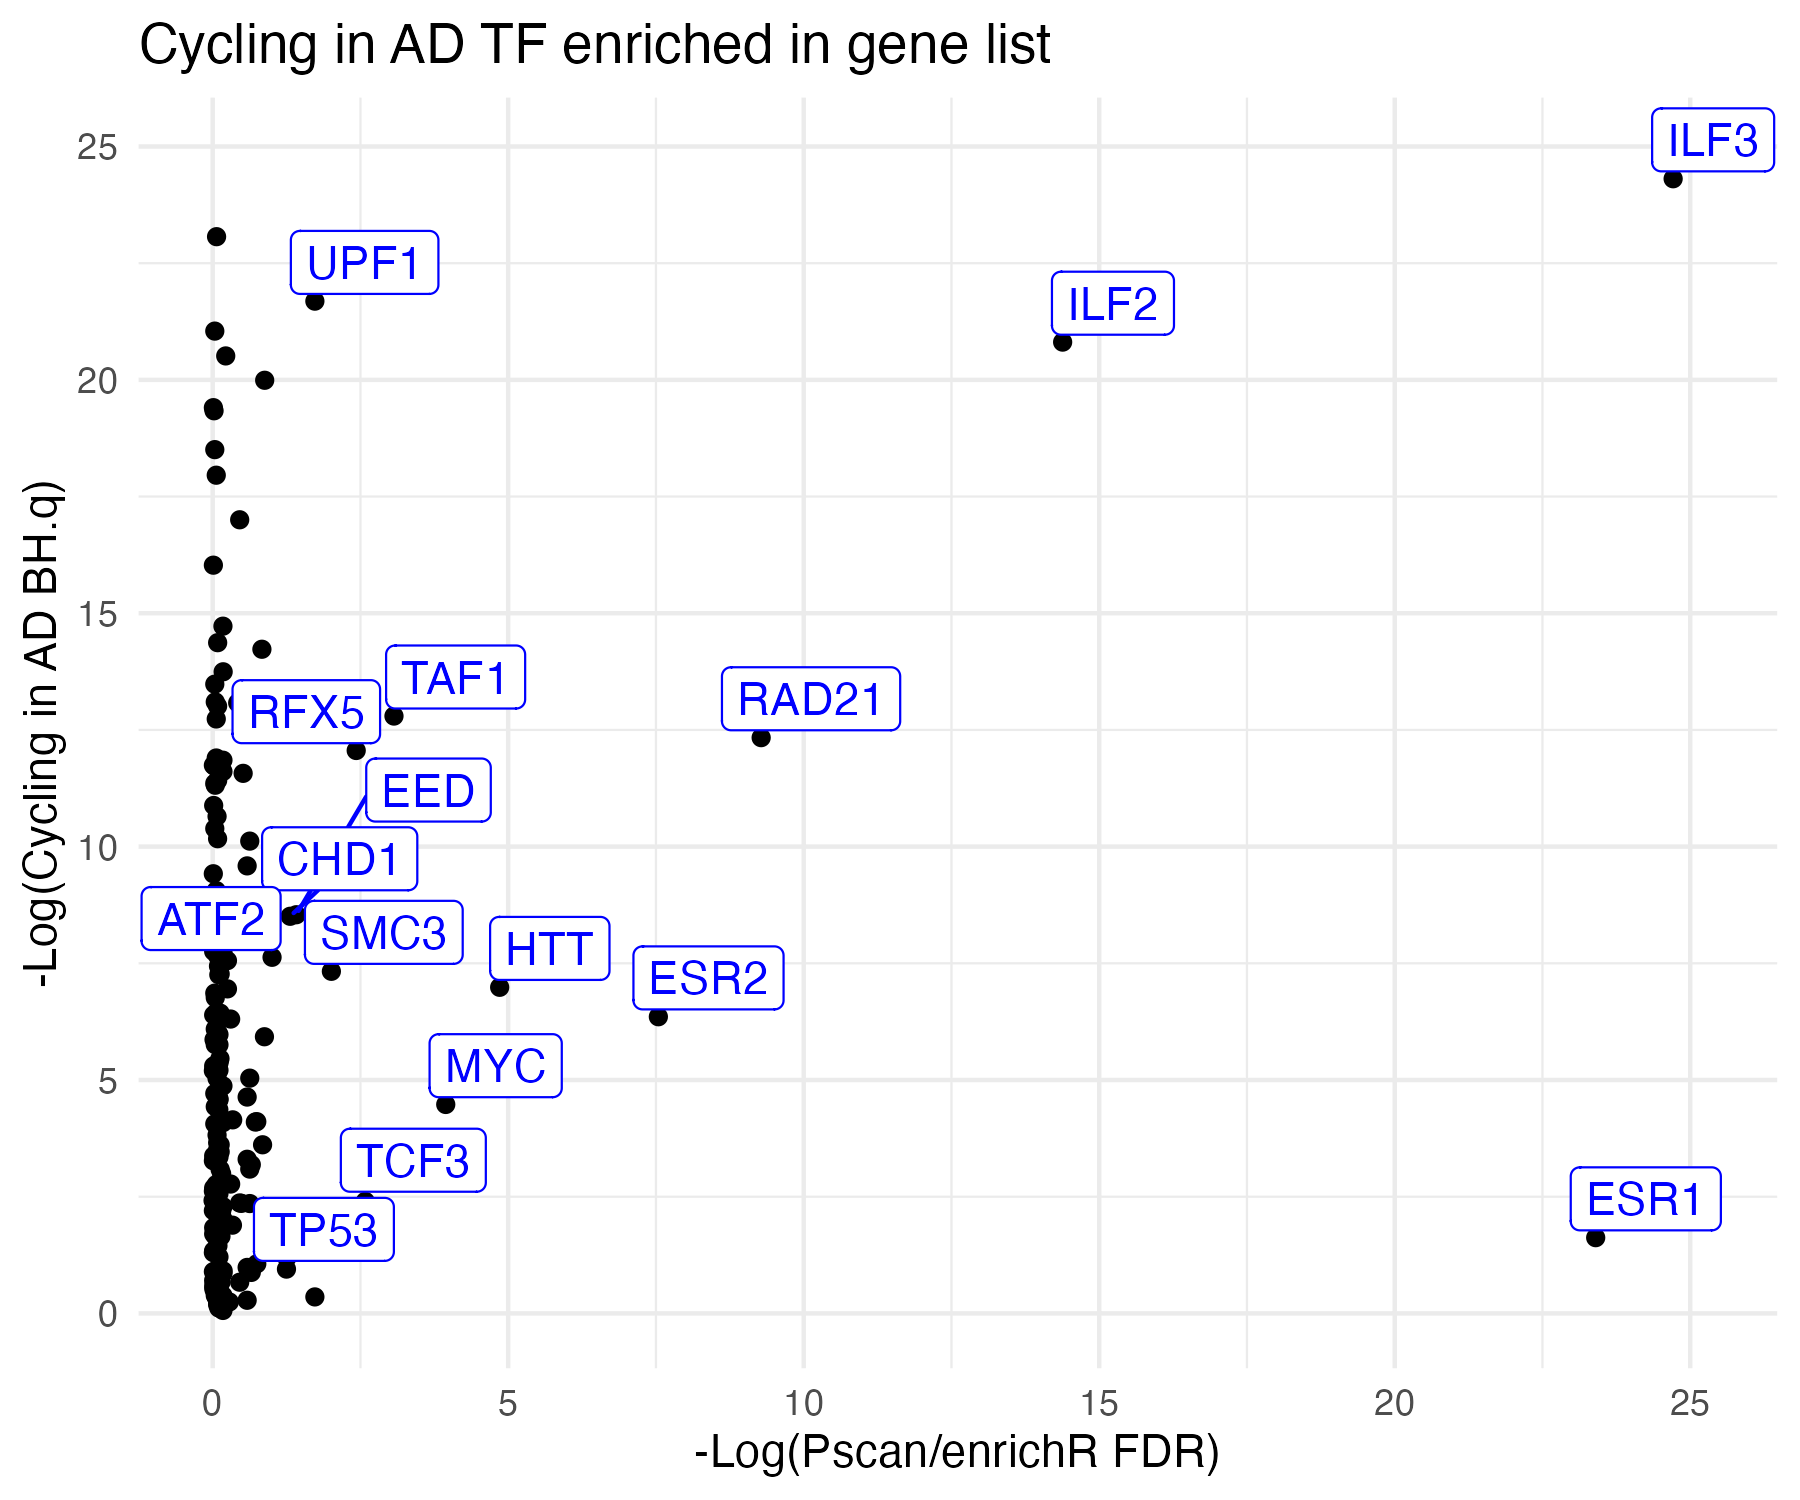 Cycling in AD TF enriched in gene list
-Log(Cycling in AD BH.q)
25
20
15
10
5
0
ILF3
UPF1
ILF2
TAF1
RAD21
RFX5
EED
CHD1
ATF2
SMC3
HTT
ESR2
MYC
TCF3
ESR1
TP53
0
5
10
15
20
25
-Log(Pscan/enrichR FDR)